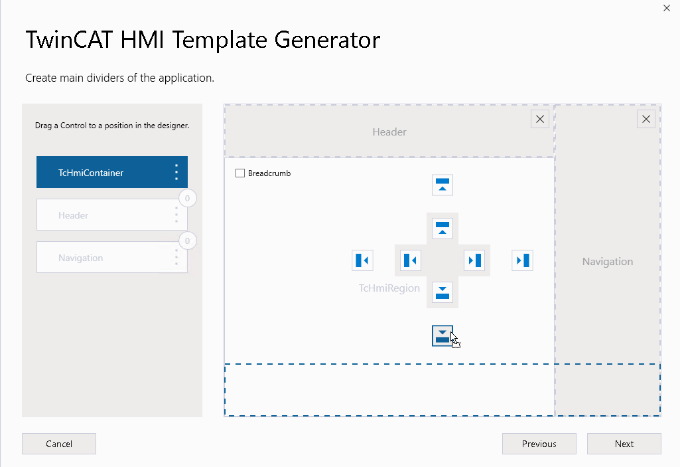 TwinCAT HMI Template Generator
Create main dividers of the application.
Drag a Control to a position in the designer.
TcHmiContainer
0
Header
0
Navigation
Header
Breadcrumb
TcHmiRegion
Navigation
Cancel
Previous
Next